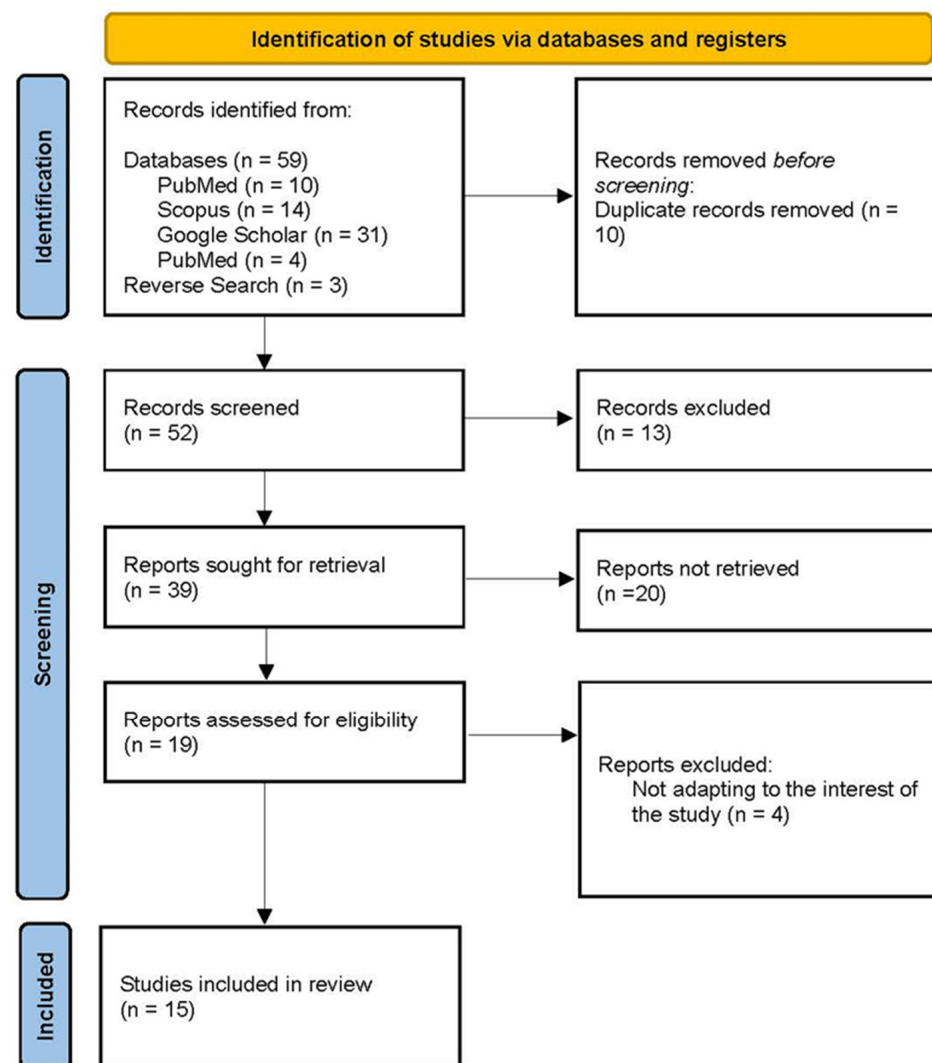 Identification of studies via databases and registers
Identification
Records identified from:
Databases (n = 59)
PubMed (n = 10)
Scopus (n = 14)
Google Scholar (n = 31)
PubMed (n = 4)
Reverse Search (n = 3)
Records removed before
screening:
Duplicate records removed (n =
10)
Screening
Records screened
(n = 52)
Records excluded
(n = 13)
Reports sought for retrieval
(n = 39)
Reports not retrieved
(n =20)
Reports assessed for eligibility
(n = 19)
Reports excluded:
Not adapting to the interest of
the study (n = 4)
Included
Studies included in review
(n = 15)